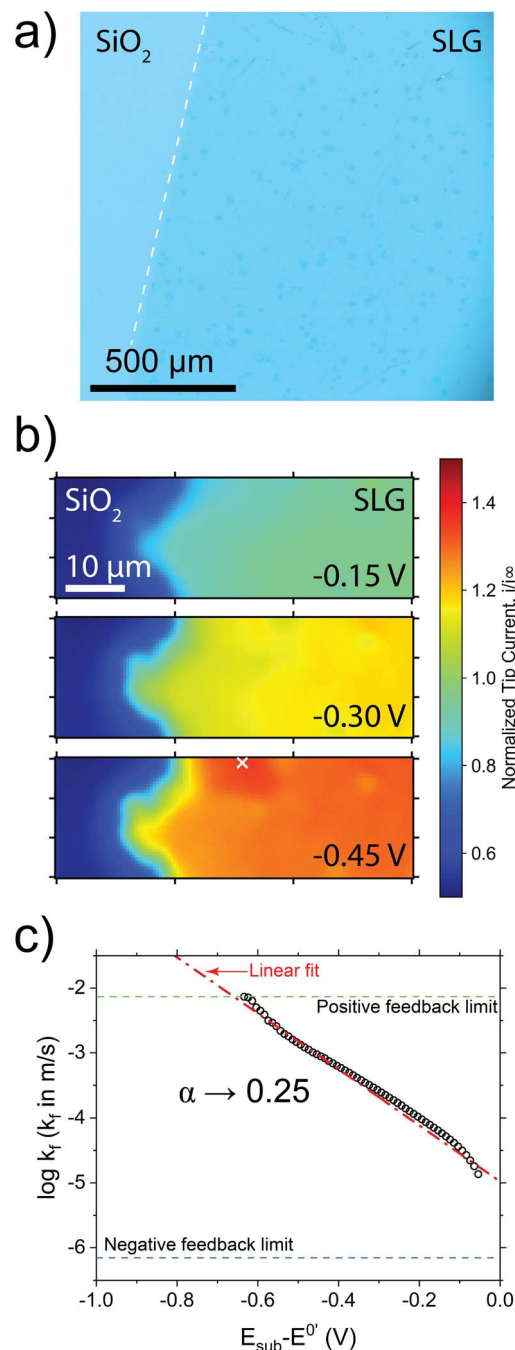 a)
SiO₂ SLG
500 µm
b)
SiO₂ SLG
10 µm
-0.15 V
-0.30 V
-0.45 V
×
1.4
1.2
1.0
0.8
0.6
Normalized Tip Current, i/i∞
c)
Linear fit
Positive feedback limit
α → 0.25
Negative feedback limit
-2
-3
-4
-5
-6
log k_f (k_f in m/s)
-1.0 -0.8 -0.6 -0.4 -0.2 0.0
E_sub-E⁰' (V)